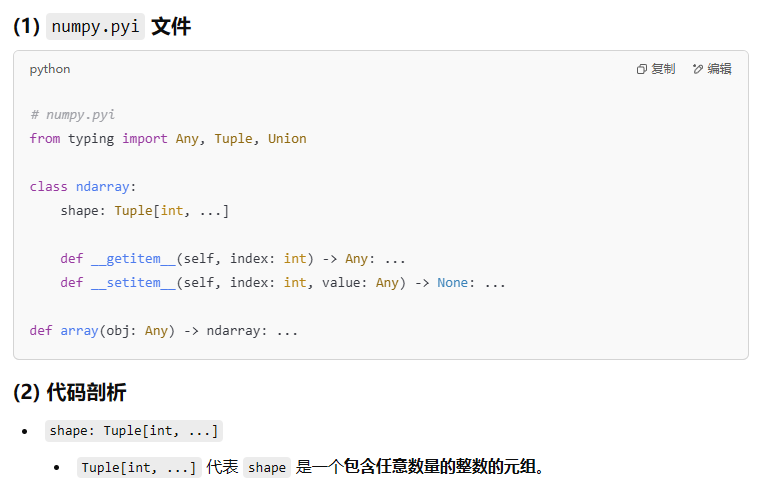 (1) numpy.pyi 文件
python
复制 编辑
# numpy.pyi
from typing import Any, Tuple, Union
class ndarray:
    shape: Tuple[int, ...]
    def __getitem__(self, index: int) -> Any: ...
    def __setitem__(self, index: int, value: Any) -> None: ...
def array(obj: Any) -> ndarray: ...
(2) 代码剖析
• shape: Tuple[int, ...]
• Tuple[int, ...] 代表 shape 是一个包含任意数量的整数的元组。